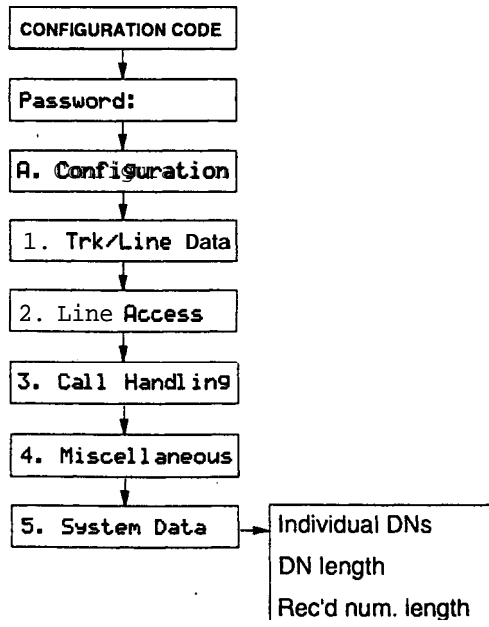 CONFIGURATION CODE
Password:
A. Configuration
1. Trk/Line Data
2. Line Access
3. Call Handling
4. Miscellaneous
5. System Data
Individual DNs
DN length
Rec'd num. length